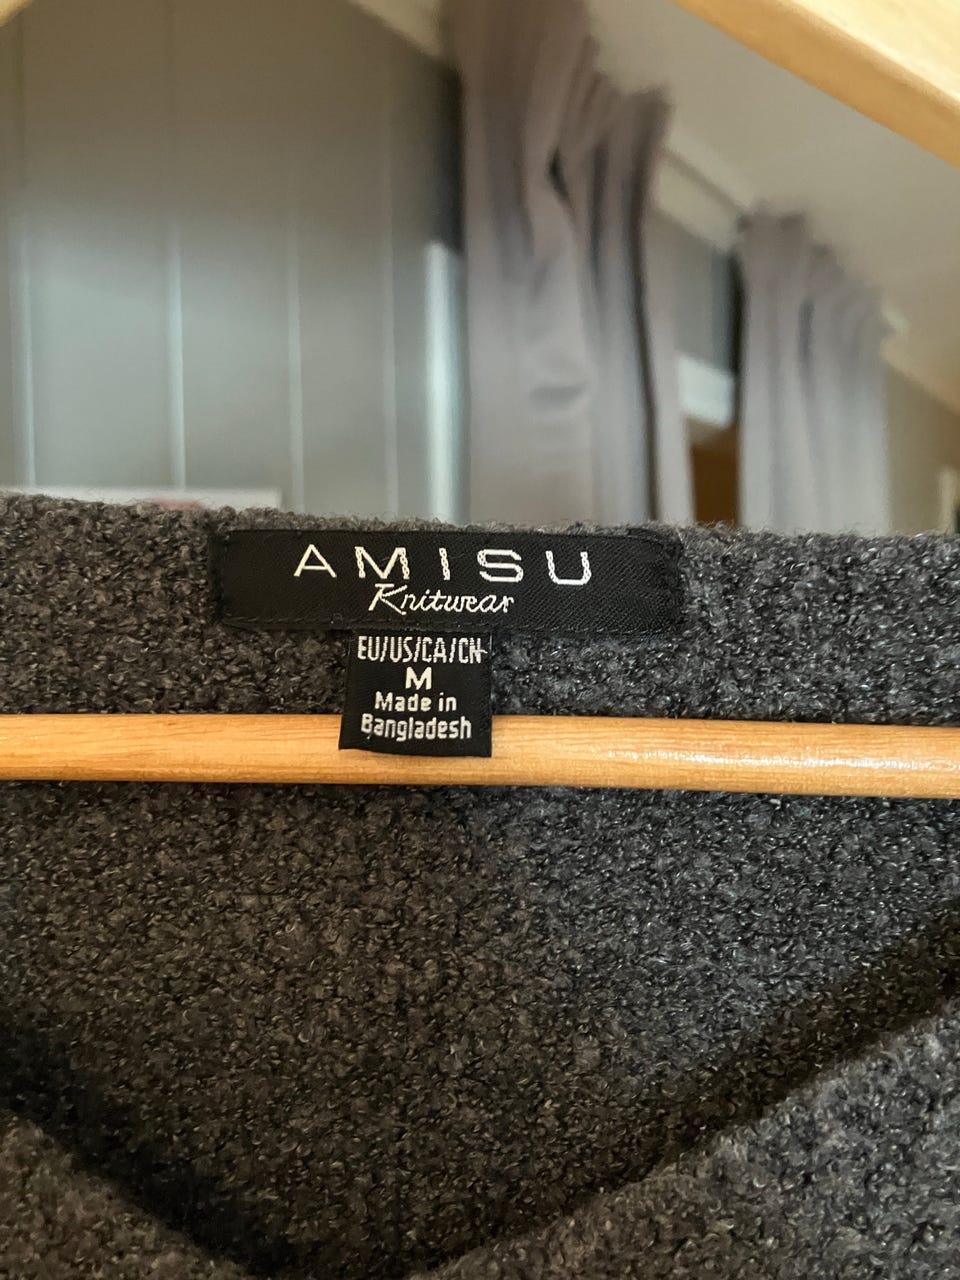 AMISU
Knitwear
EU/US/CA/CN
M
Made in
Bangladesh